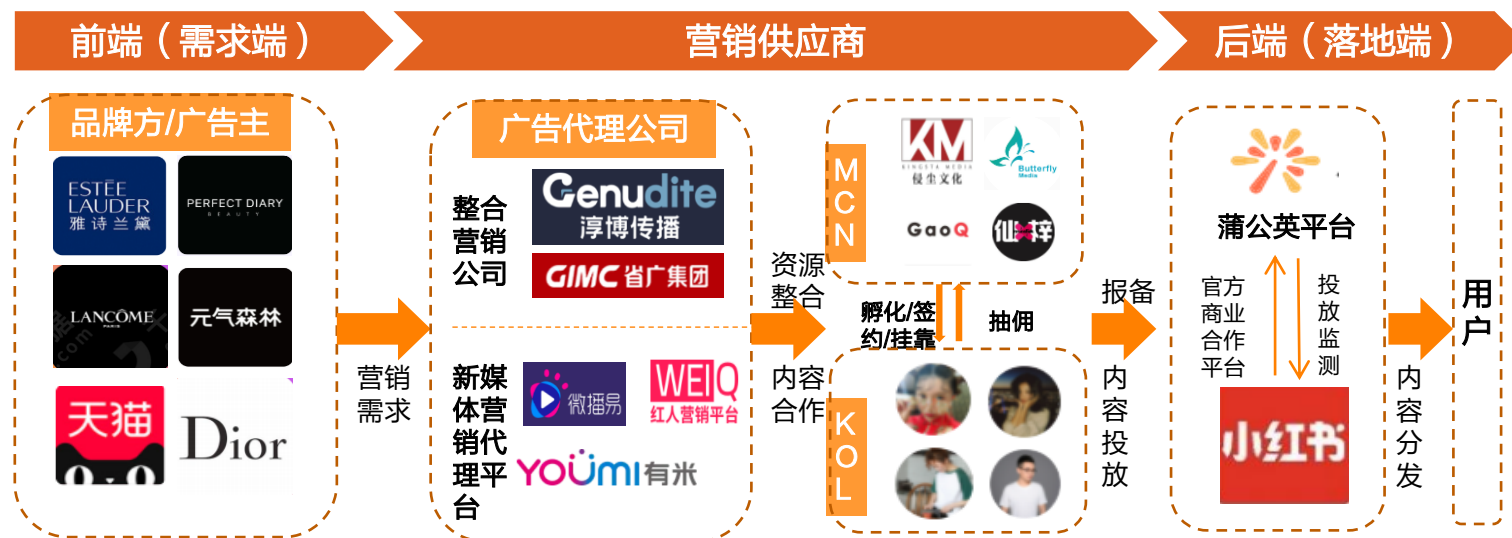 前端（需求端）
营销供应商
后端（落地端）
品牌方/广告主
ESTĒE
LAUDER
雅诗兰黛
PERFECT DIARY
BEAUTY
LANCÔME
PARIS
元气森林
天猫
Dior
营销
需求
广告代理公司
整合
营销
公司
Genudite
淳博传播
GIMC 省广集团
新媒
体营
销代
理平
台
微播易
WEIQ
红人营销平台
YOÜMI有米
资源
整合
内容
合作
M
C
N
KM
KINGSTA MEDIA
侵尘文化
Butterfly
Media
GaoQ
仙梓
孵化/签
约/挂靠
抽佣
K
O
L
报备
内
容
投
放
蒲公英平台
官方
商业
合作
平台
投
放
监
测
小红书
内
容
分
发
用
户